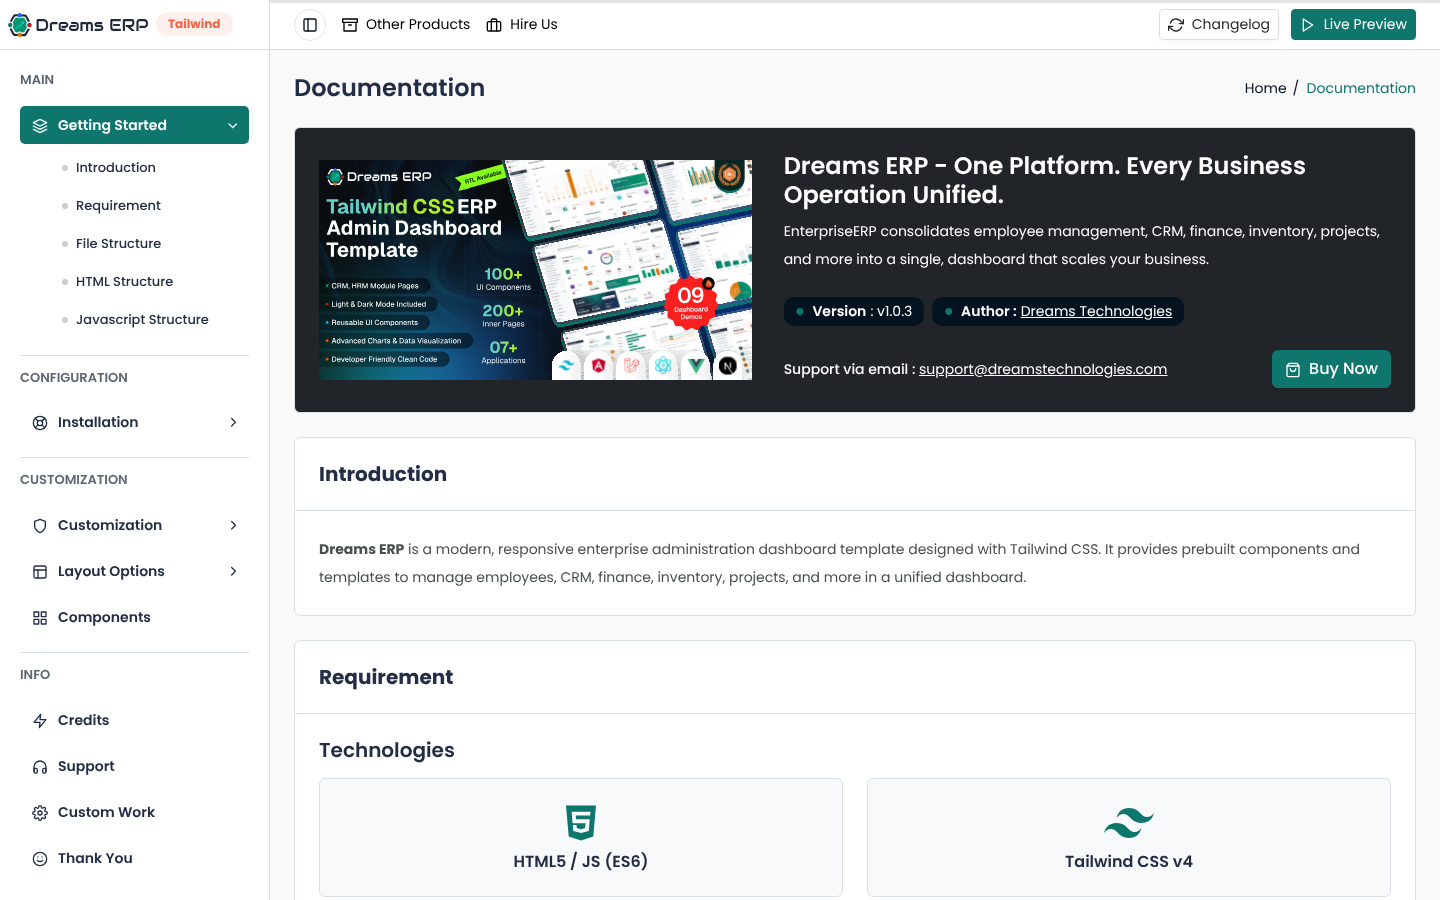 Dreams ERP Tailwind
Other Products Hire Us
Changelog Live Preview
MAIN
Getting Started
Introduction
Requirement
File Structure
HTML Structure
Javascript Structure
CONFIGURATION
Installation
CUSTOMIZATION
Customization
Layout Options
Components
INFO
Credits
Support
Custom Work
Thank You
Documentation
Home / Documentation
Dreams ERP
RTL Available
Tailwind CSS ERP
Admin Dashboard
Template
CRM, HRM Module Pages
Light & Dark Mode Included
Reusable UI Components
Advanced Charts & Data Visualization
Developer Friendly Clean Code
100+
UI Components
200+
Inner Pages
07+
Applications
09
Dashboard
Demos
Dreams ERP - One Platform. Every Business
Operation Unified.
EnterpriseERP consolidates employee management, CRM, finance, inventory, projects,
and more into a single, dashboard that scales your business.
Version : v1.0.3
Author : Dreams Technologies
Support via email : support@dreamstechnologies.com
Buy Now
Introduction
Dreams ERP is a modern, responsive enterprise administration dashboard template designed with Tailwind CSS. It provides prebuilt components and
templates to manage employees, CRM, finance, inventory, projects, and more in a unified dashboard.
Requirement
Technologies
HTML5 / JS (ES6)
Tailwind CSS v4